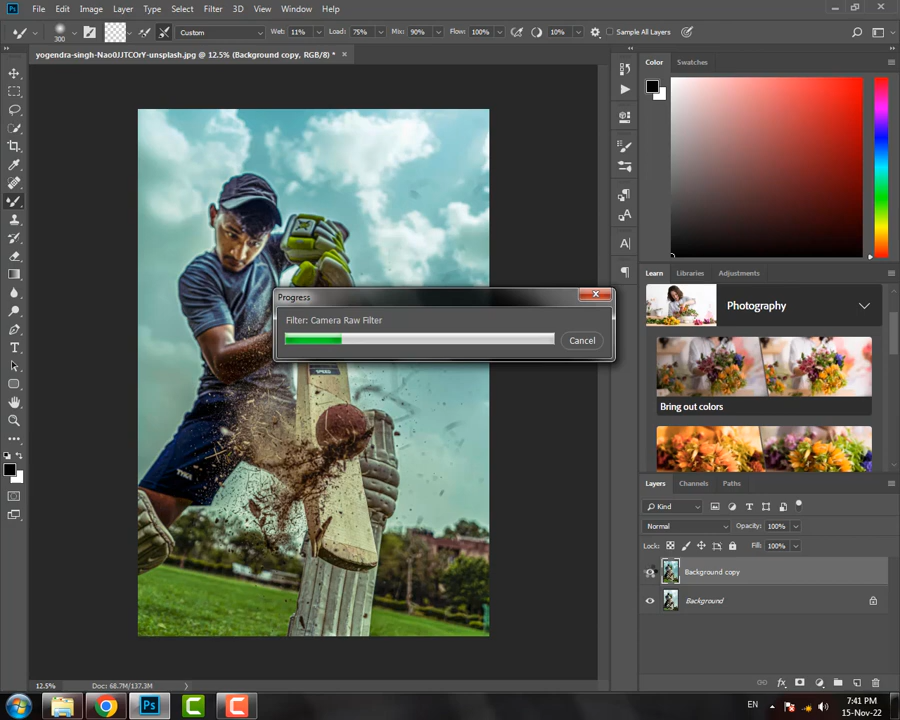 Ps File Edit Image Layer Type Select Filter 3D View Window Help
300 Custom Wet: 11% Load: 75% Mix: 90% Flow: 100% 10% Sample All Layers
yogendra-singh-Nao0JJTCOrY-unsplash.jpg @ 12.5% (Background copy, RGB/8) *
Color Swatches
Progress
Filter: Camera Raw Filter
Cancel
Learn Libraries Adjustments
Photography
Bring out colors
Layers Channels Paths
Kind
Normal Opacity: 100%
Lock: Fill: 100%
Background copy
Background
12.5% Doc: 68.7M/137.3M
fx
Ps C C EN 7:41 PM
15-Nov-22